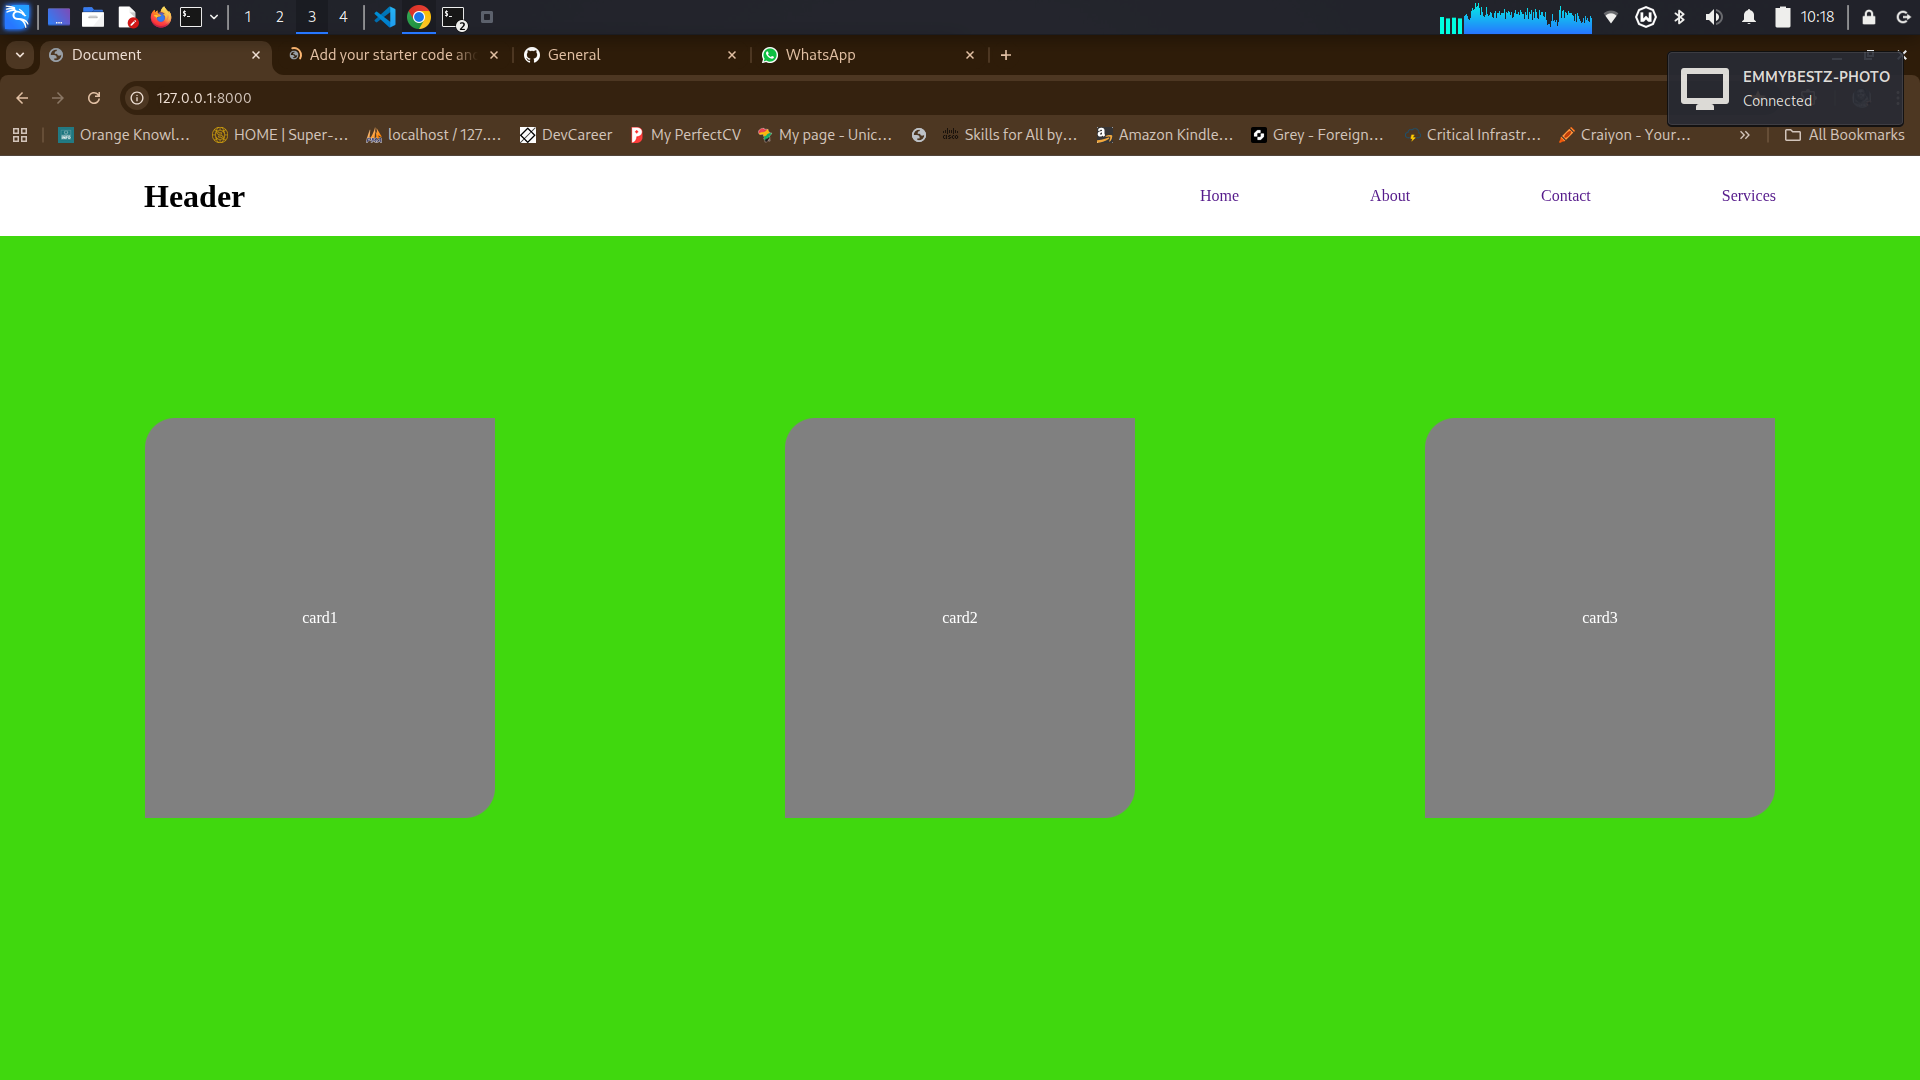 1 2 3 4 2 10:18
Document Add your starter code an General WhatsApp
EMMYBESTZ-PHOTO
Connected
127.0.0.1:8000
Orange Knowl... HOME | Super-... localhost / 127.... DevCareer My PerfectCV My page - Unic... Skills for All by... Amazon Kindle... Grey - Foreign... Critical Infrastr... Craiyon - Your... » All Bookmarks
Header
Home About Contact Services
card1 card2 card3